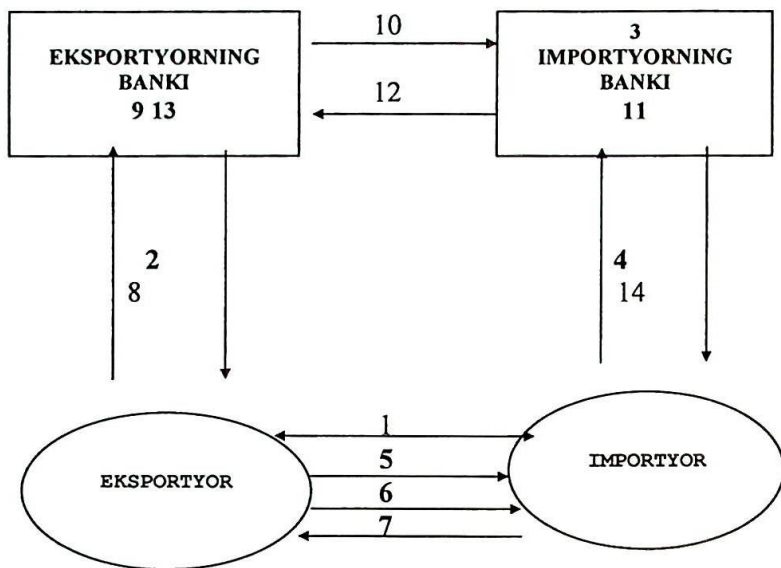 EKSPORTYORNING
BANKI
9 13
10
12
3
IMPORTYORNING
BANKI
11
2
8
4
14
1
5
6
7
EKSPORTYOR
IMPORTYOR